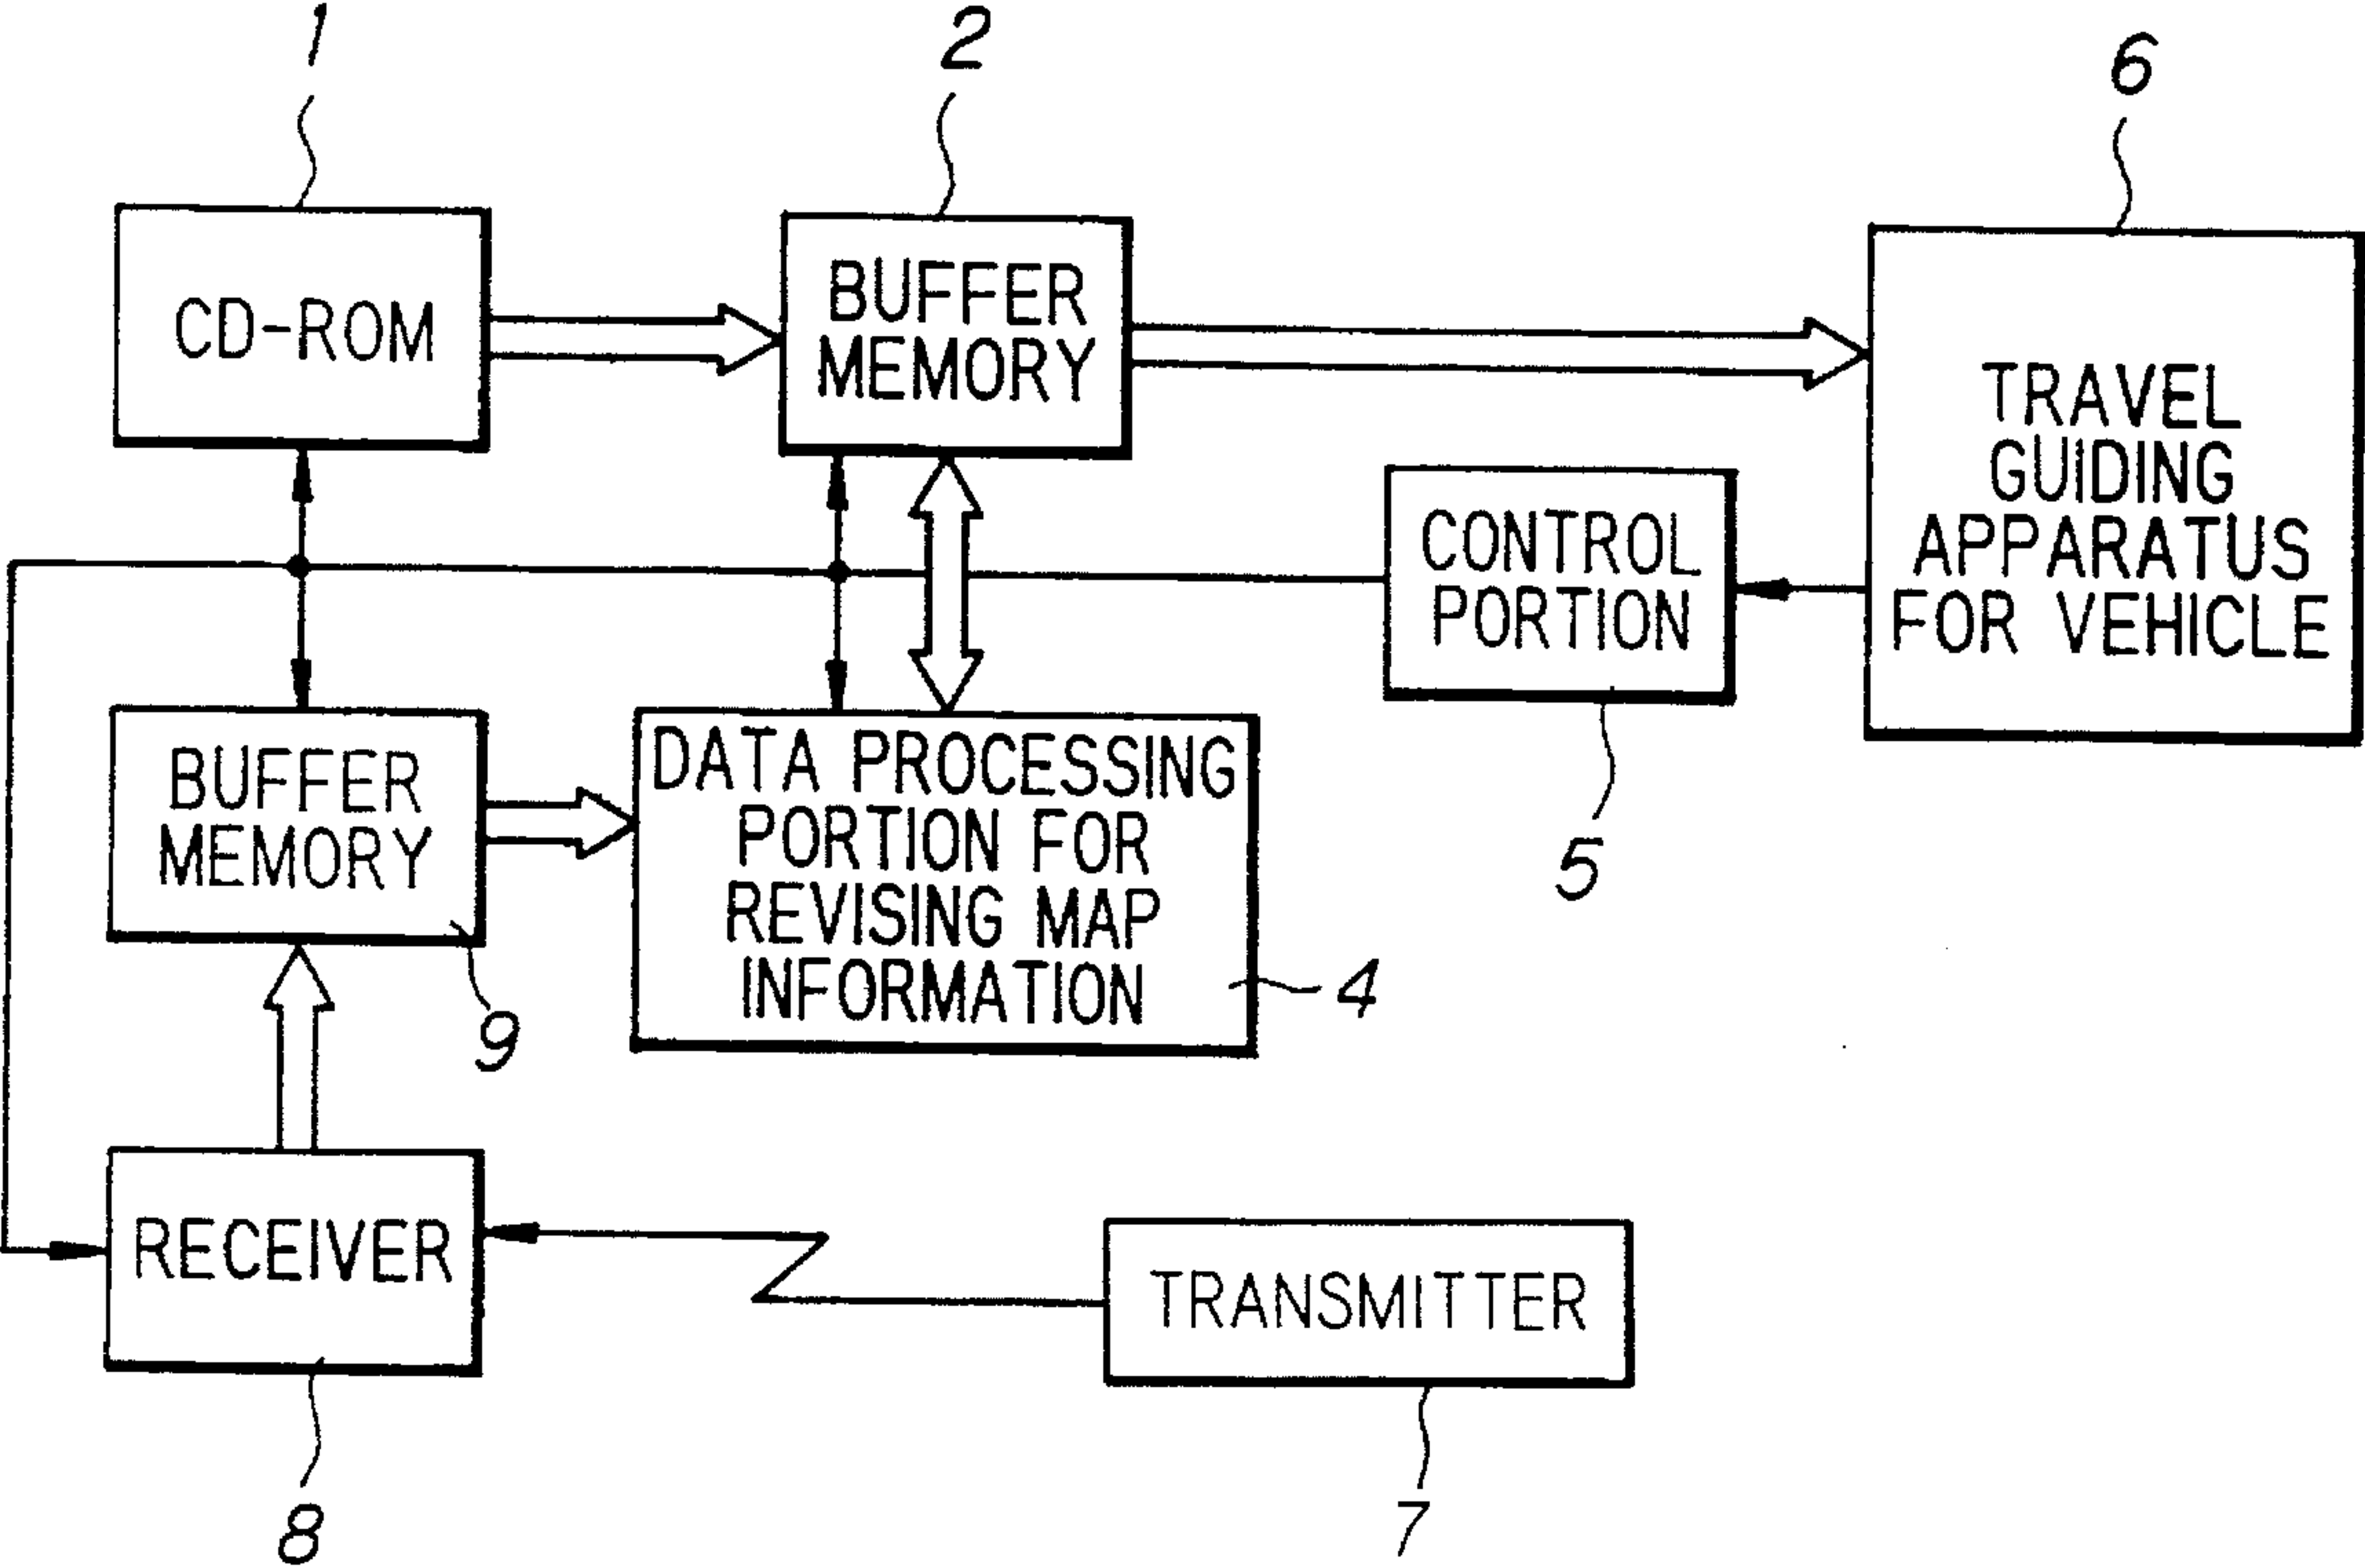 1
2
6
CD-ROM
BUFFER
MEMORY
TRAVEL
GUIDING
APPARATUS
FOR VEHICLE
CONTROL
PORTION
5
BUFFER
MEMORY
9
DATA PROCESSING
PORTION FOR
REVISING MAP
INFORMATION
4
RECEIVER
8
TRANSMITTER
7